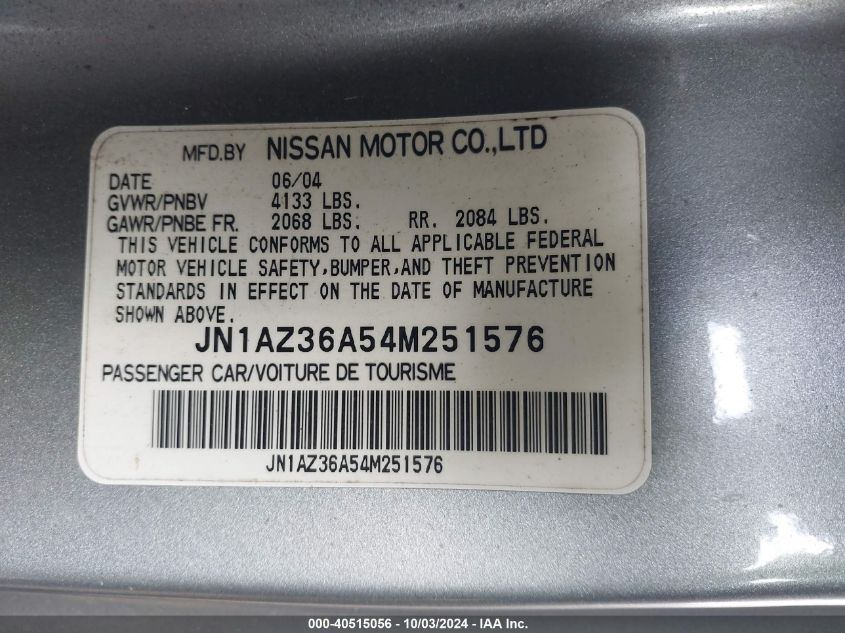 MFD.BY NISSAN MOTOR CO.,LTD
DATE 06/04
GVWR/PNBV 4133 LBS.
GAWR/PNBE FR. 2068 LBS. RR. 2084 LBS.
THIS VEHICLE CONFORMS TO ALL APPLICABLE FEDERAL
MOTOR VEHICLE SAFETY,BUMPER,AND THEFT PREVENTION
STANDARDS IN EFFECT ON THE DATE OF MANUFACTURE
SHOWN ABOVE.
JN1AZ36A54M251576
PASSENGER CAR/VOITURE DE TOURISME
JN1AZ36A54M251576
000-40515056 - 10/03/2024 - IAA Inc.